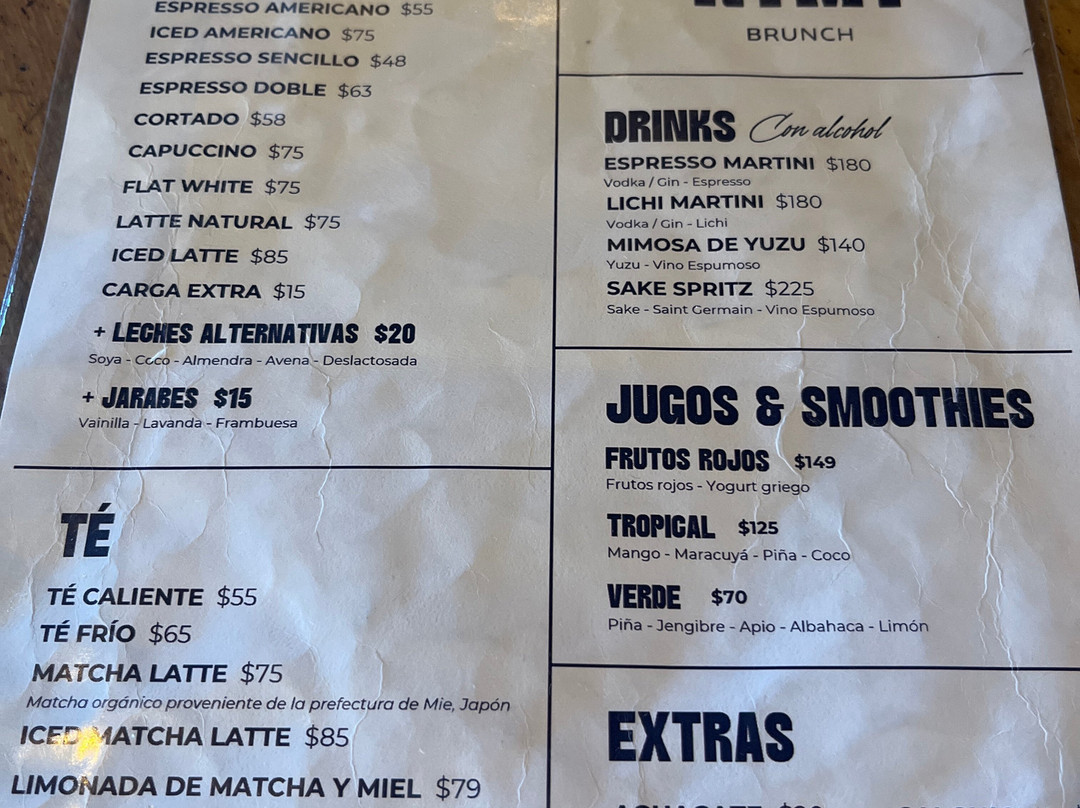 ESPRESSO AMERICANO $55
ICED AMERICANO $75
ESPRESSO SENCILLO $48
ESPRESSO DOBLE $63
CORTADO $58
CAPUCCINO $75
FLAT WHITE $75
LATTE NATURAL $75
ICED LATTE $85
CARGA EXTRA $15
+ LECHES ALTERNATIVAS $20
Soya - Coco - Almendra - Avena - Deslactosada
+ JARABES $15
Vainilla - Lavanda - Frambuesa
TÉ
TÉ CALIENTE $55
TÉ FRÍO $65
MATCHA LATTE $75
Matcha orgánico proveniente de la prefectura de Mie, Japón
ICED MATCHA LATTE $85
LIMONADA DE MATCHA Y MIEL $79
BRUNCH
DRINKS Con alcohol
ESPRESSO MARTINI $180
Vodka / Gin - Espresso
LICHI MARTINI $180
Vodka / Gin - Lichi
MIMOSA DE YUZU $140
Yuzu - Vino Espumoso
SAKE SPRITZ $225
Sake - Saint Germain - Vino Espumoso
JUGOS & SMOOTHIES
FRUTOS ROJOS $149
Frutos rojos - Yogurt griego
TROPICAL $125
Mango - Maracuyá - Piña - Coco
VERDE $70
Piña - Jengibre - Apio - Albahaca - Limón
EXTRAS